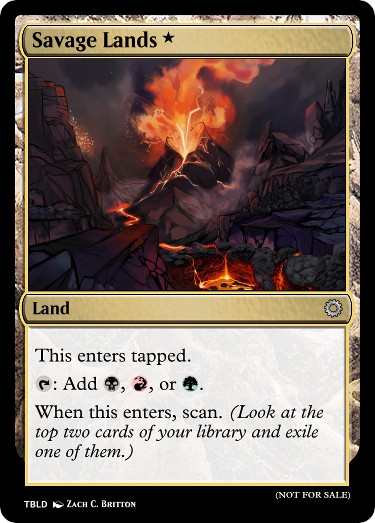 Savage Lands ★
Land
This enters tapped.
: Add , , or .
When this enters, scan. (Look at the
top two cards of your library and exile
one of them.)
(NOT FOR SALE)
TBLD Zach C. Britton